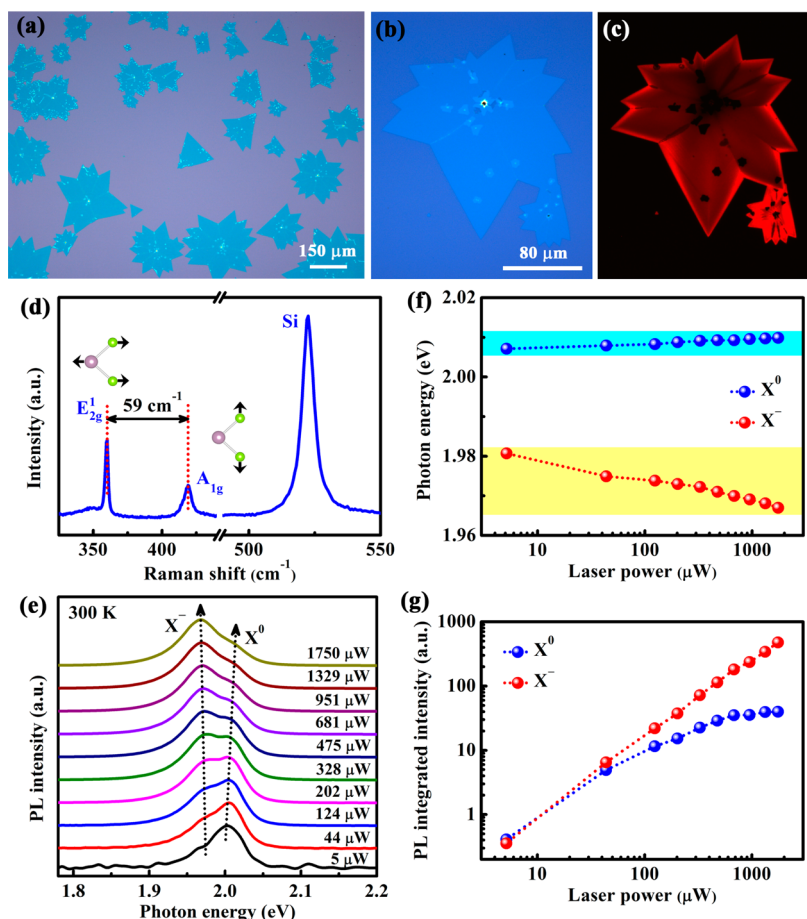 (a)
150 μm
(b)
80 μm
(c)
(d)
Intensity (a.u.)
E¹2g
59 cm⁻¹
A1g
Si
350
400
500
550
Raman shift (cm⁻¹)
(f)
Photon energy (eV)
2.02
2.00
1.98
1.96
X⁰
X⁻
10
100
1000
Laser power (μW)
(e)
300 K
PL intensity (a.u.)
X⁻
X⁰
1750 μW
1329 μW
951 μW
681 μW
475 μW
328 μW
202 μW
124 μW
44 μW
5 μW
1.8
1.9
2.0
2.1
2.2
Photon energy (eV)
(g)
PL integrated intensity (a.u.)
1000
100
10
1
X⁰
X⁻
10
100
1000
Laser power (μW)